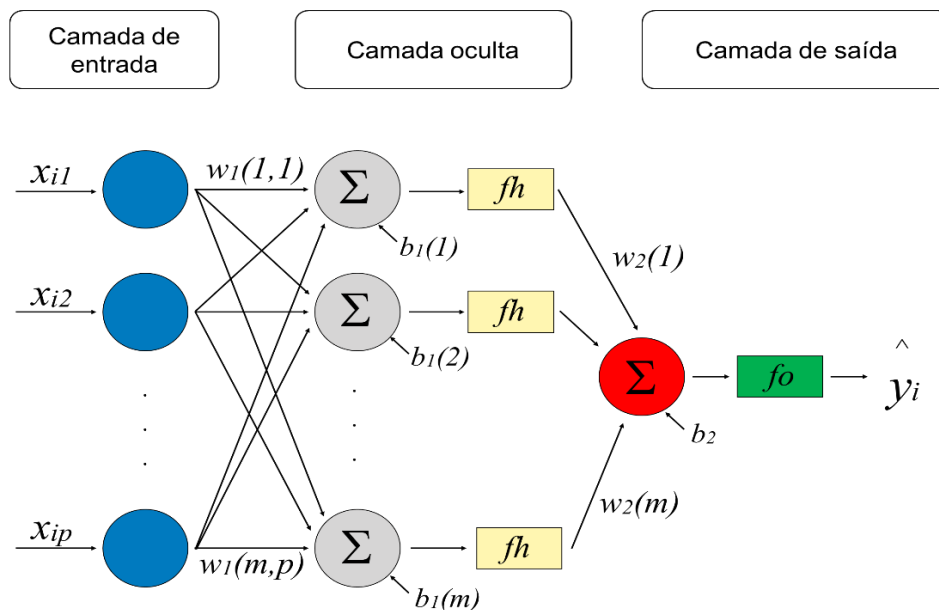 Camada de
entrada
Camada oculta
Camada de saída
xi1
w1(1,1)
Σ
fh
b1(1)
w2(1)
xi2
Σ
fh
b1(2)
Σ
fo
^
yi
b2
w2(m)
xip
w1(m,p)
Σ
fh
b1(m)